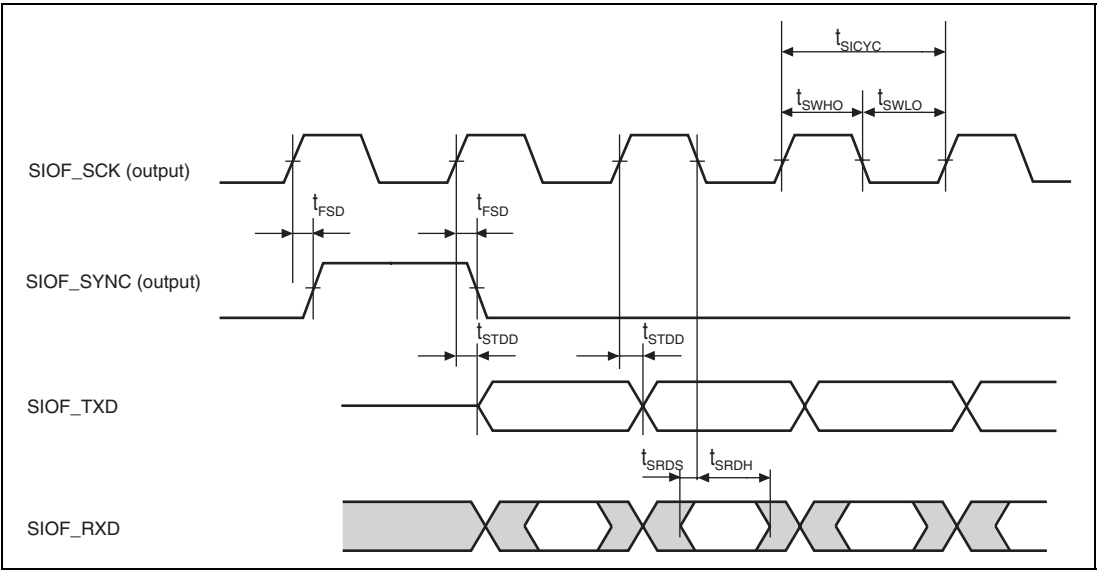 tSICYC
tSWHO tSWLO
SIOF_SCK (output)
tFSD tFSD
SIOF_SYNC (output)
tSTDD tSTDD
SIOF_TXD
tSRDS tSRDH
SIOF_RXD